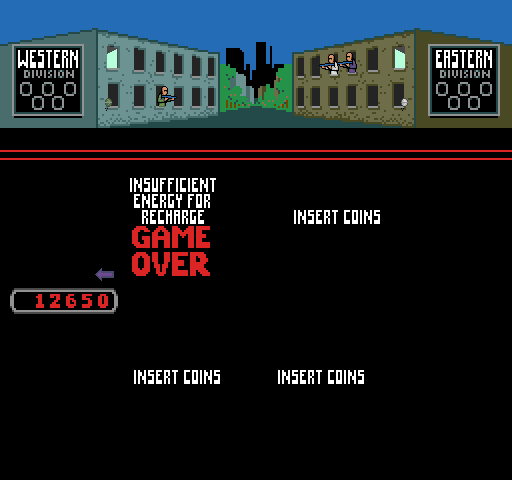 WESTERN
DIVISION
EASTERN
DIVISION
INSUFFICIENT
ENERGY FOR
RECHARGE
GAME
OVER
INSERT COINS
12650
INSERT COINS
INSERT COINS